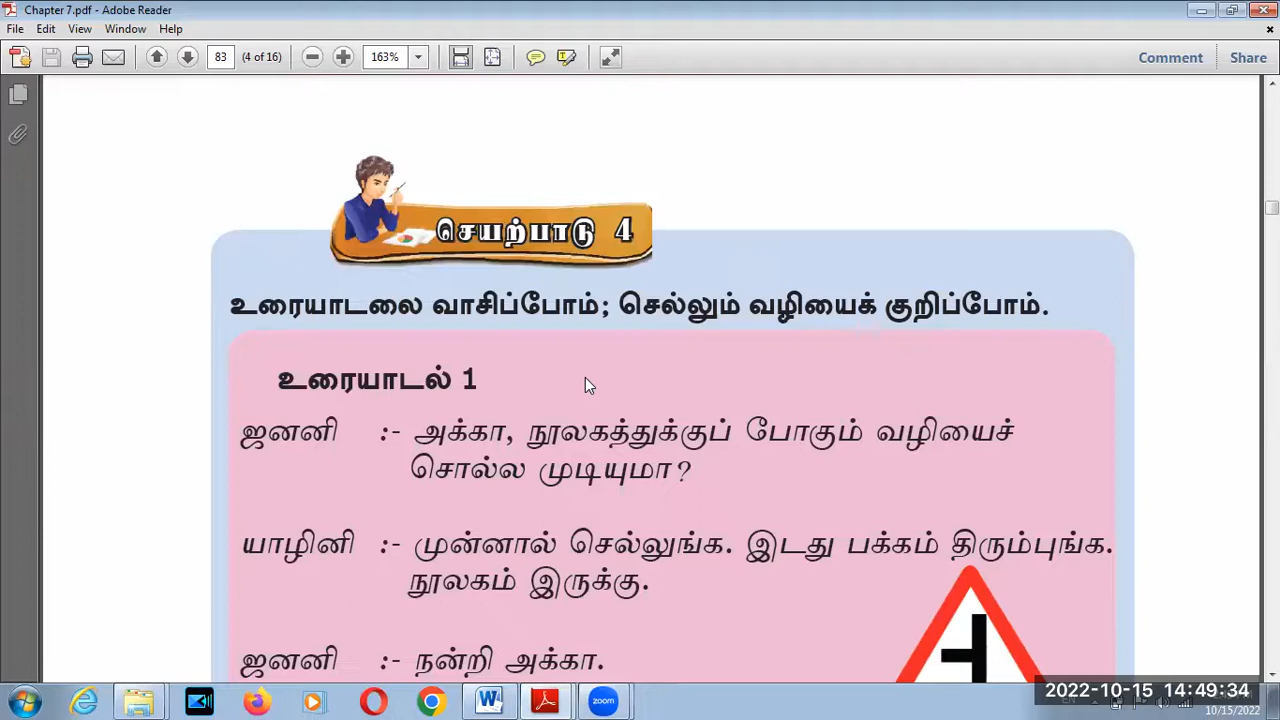 Chapter 7.pdf - Adobe Reader
File Edit View Window Help
83 (4 of 16) 163% Comment Share
செயற்பாடு 4
உரையாடலை வாசிப்போம்; செல்லும் வழியைக் குறிப்போம்.
உரையாடல் 1
ஜனனி :- அக்கா, நூலகத்துக்குப் போகும் வழியைச்
சொல்ல முடியுமா?
யாழினி :- முன்னால் செல்லுங்க. இடது பக்கம் திரும்புங்க.
நூலகம் இருக்கு.
ஜனனி :- நன்றி அக்கா.
zoom
2022-10-15 14:49:34
10/15/2022